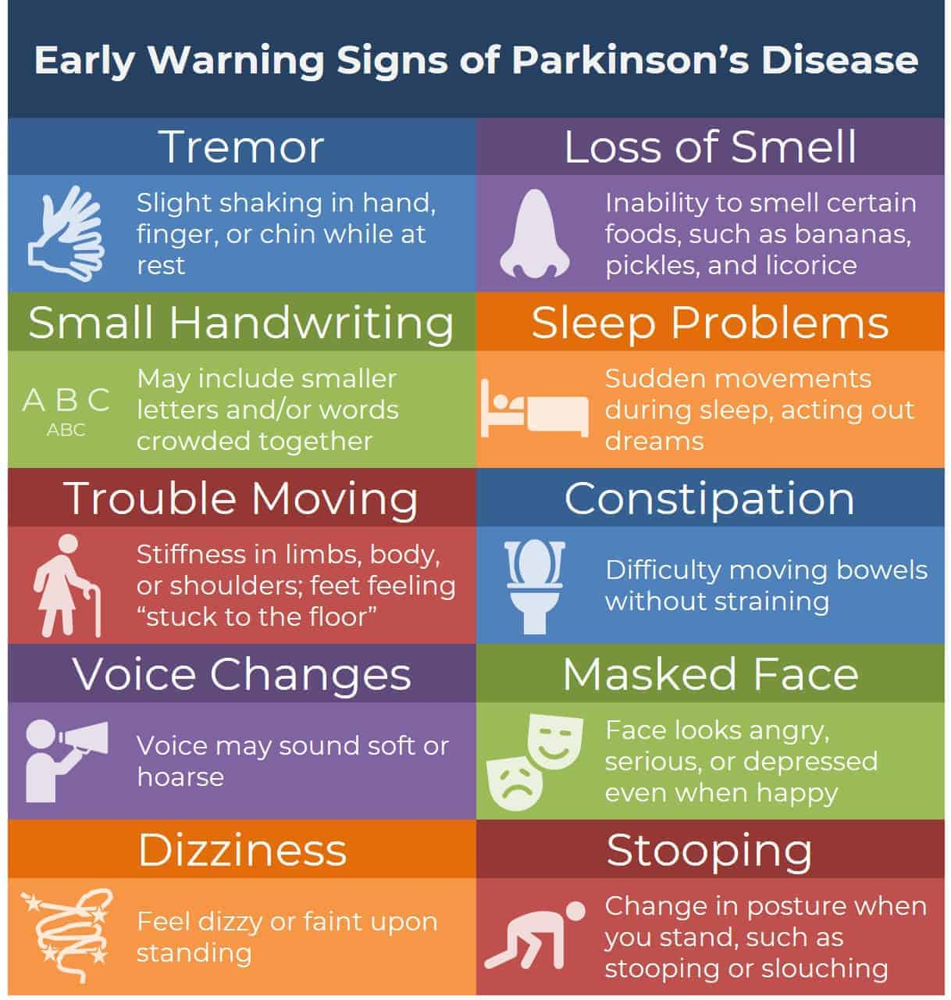 Early Warning Signs of Parkinson’s Disease
Tremor
Slight shaking in hand,
finger, or chin while at
rest
Loss of Smell
Inability to smell certain
foods, such as bananas,
pickles, and licorice
Small Handwriting
A B C
ABC
May include smaller
letters and/or words
crowded together
Sleep Problems
Sudden movements
during sleep, acting out
dreams
Trouble Moving
Stiffness in limbs, body,
or shoulders; feet feeling
“stuck to the floor”
Constipation
Difficulty moving bowels
without straining
Voice Changes
Voice may sound soft or
hoarse
Masked Face
Face looks angry,
serious, or depressed
even when happy
Dizziness
Feel dizzy or faint upon
standing
Stooping
Change in posture when
you stand, such as
stooping or slouching